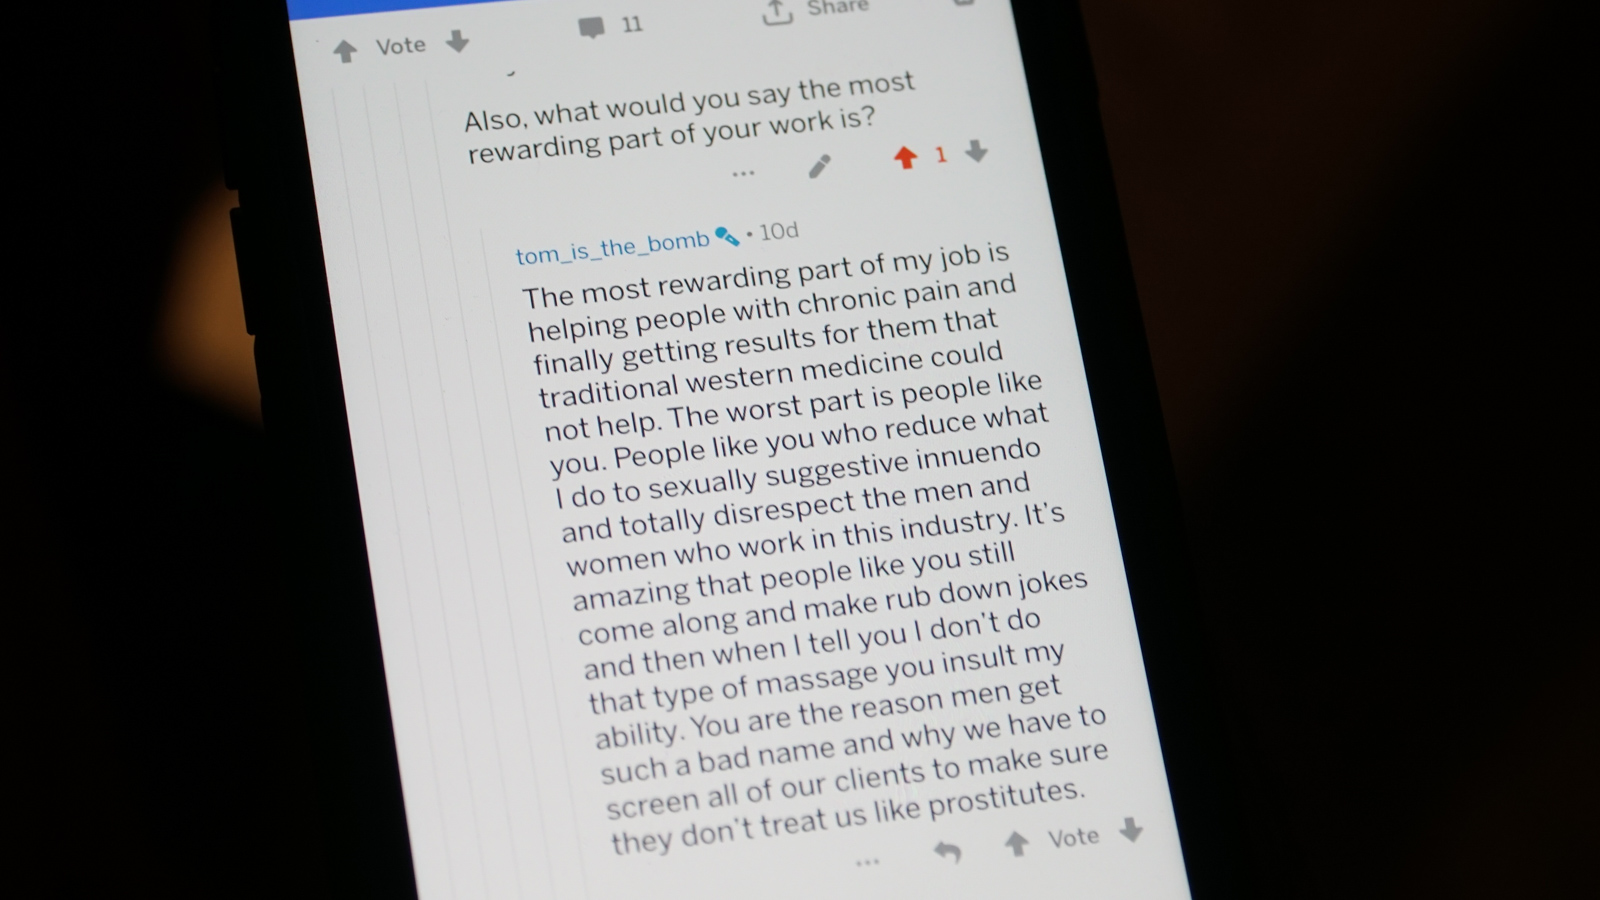 Vote
11
Share
Also, what would you say the most
rewarding part of your work is?
...
1
tom_is_the_bomb • 10d
The most rewarding part of my job is
helping people with chronic pain and
finally getting results for them that
traditional western medicine could
not help. The worst part is people like
you. People like you who reduce what
I do to sexually suggestive innuendo
and totally disrespect the men and
women who work in this industry. It's
amazing that people like you still
come along and make rub down jokes
and then when I tell you I don't do
that type of massage you insult my
ability. You are the reason men get
such a bad name and why we have to
screen all of our clients to make sure
they don't treat us like prostitutes.
...
Vote